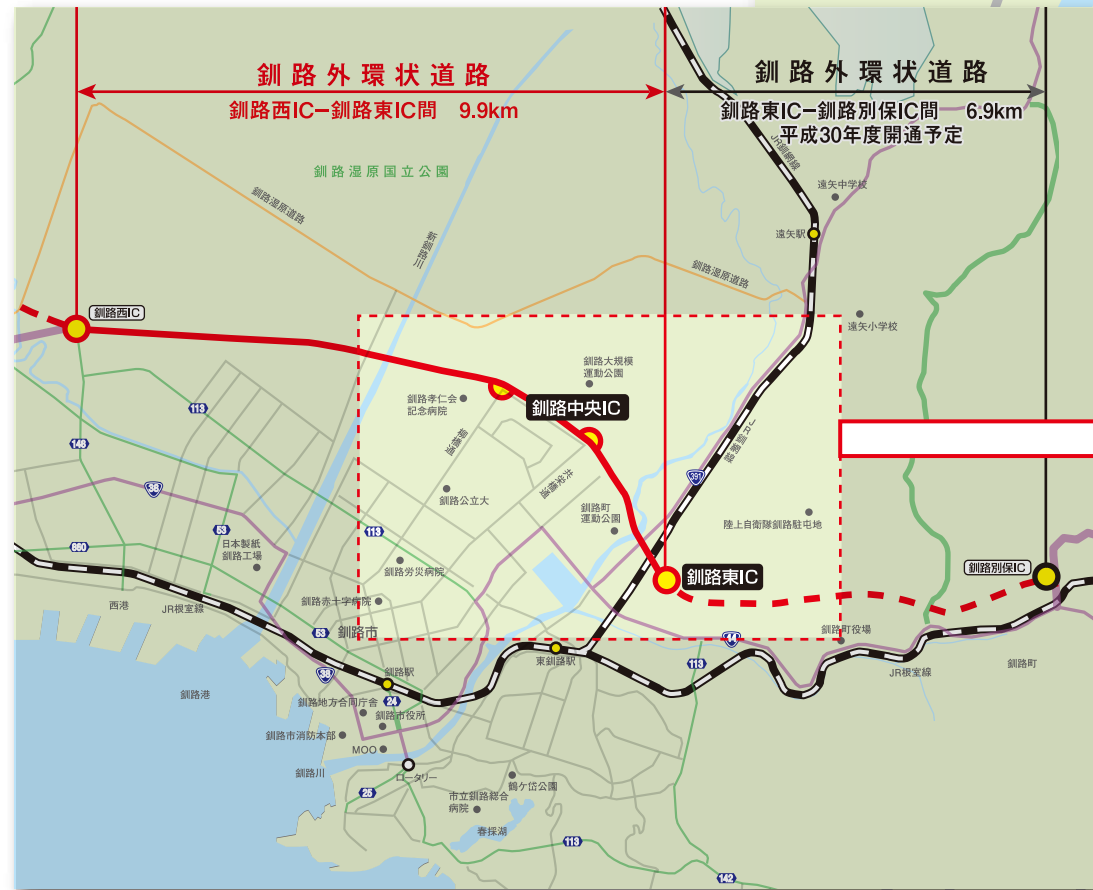 釧路外環状道路
釧路西IC−釧路東IC間 9.9km
釧路外環状道路
釧路東IC−釧路別保IC間 6.9km
平成30年度開通予定
JR釧網線
釧路湿原国立公園
遠矢中学校
釧路湿原道路
新釧路川
遠矢駅
釧路湿原道路
釧路西IC
遠矢小学校
釧路大規模
運動公園
釧路孝仁会
記念病院
釧路中央IC
113
柳橋通
JR釧網線
146
共栄橋通
391
38
釧路公立大
釧路町
運動公園
陸上自衛隊釧路駐屯地
53
113
660
日本製紙
釧路工場
釧路労災病院
釧路東IC
釧路別保IC
西港
JR根室線
釧路赤十字病院
53
釧路市
44
釧路町役場
東釧路駅
113
JR根室線
釧路町
38
釧路駅
釧路港
24
釧路地方合同庁舎
釧路市役所
釧路市消防本部
MOO
釧路川
ロータリー
鶴ケ岱公園
25
市立釧路総合
病院
春採湖
113
142